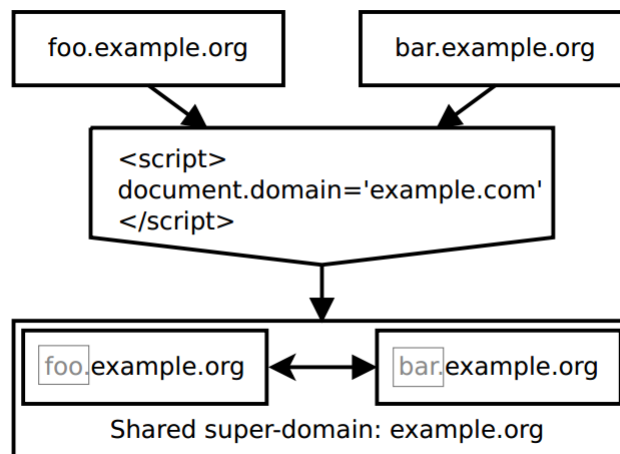 foo.example.org
bar.example.org
<script>
document.domain='example.com'
</script>
foo.example.org
bar.example.org
Shared super-domain: example.org